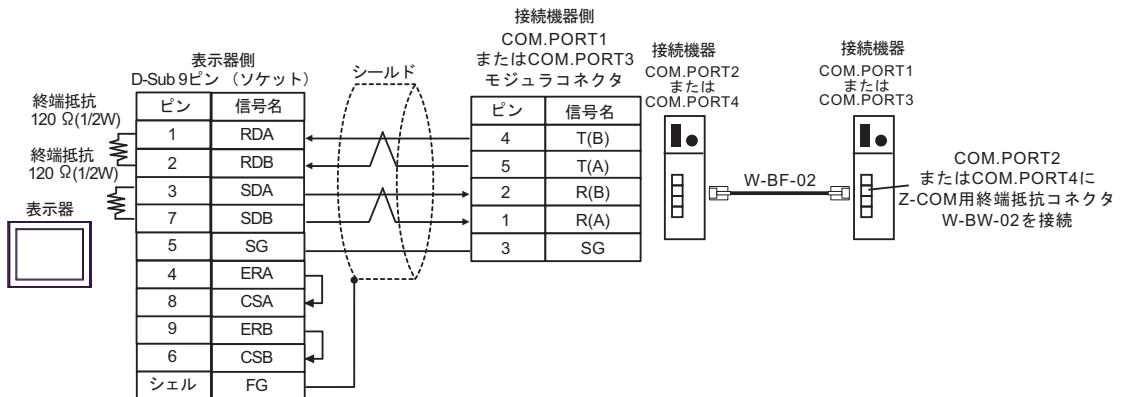 表示器側
D-Sub 9ピン （ソケット）
終端抵抗
120 Ω(1/2W)
終端抵抗
120 Ω(1/2W)
表示器
ピン 信号名
1 RDA
2 RDB
3 SDA
7 SDB
5 SG
4 ERA
8 CSA
9 ERB
6 CSB
シェル FG
シールド
接続機器側
COM.PORT1
またはCOM.PORT3
モジュラコネクタ
ピン 信号名
4 T(B)
5 T(A)
2 R(B)
1 R(A)
3 SG
接続機器
COM.PORT2
または
COM.PORT4
W-BF-02
接続機器
COM.PORT1
または
COM.PORT3
COM.PORT2
またはCOM.PORT4に
Z-COM用終端抵抗コネクタ
W-BW-02を接続